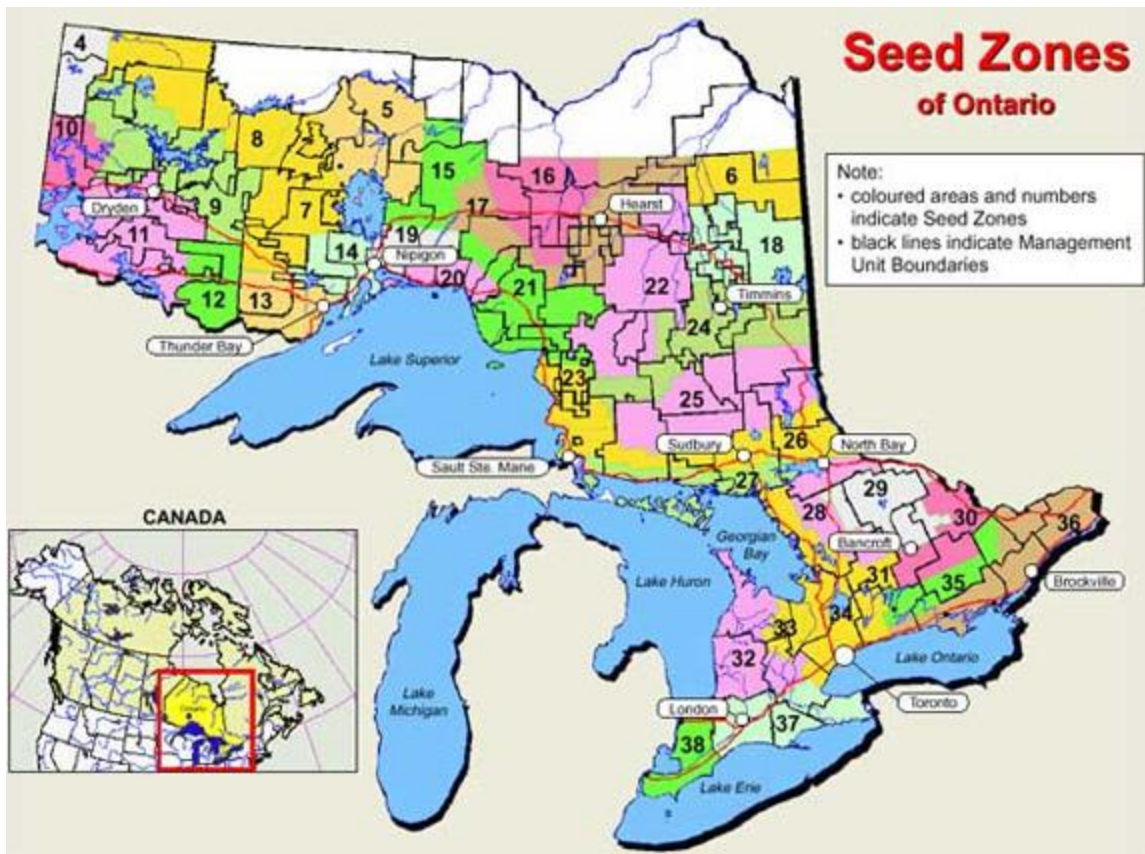 Seed Zones
of Ontario
Note:
• coloured areas and numbers
indicate Seed Zones
• black lines indicate Management
Unit Boundaries
4
5
8
10
15
16
6
Hearst
Dryden
9
7
17
11
14
19
Nipigon
18
20
21
22
12
13
Timmins
24
Thunder Bay
Lake Superior
23
25
Sudbury
26
North Bay
Sault Ste. Marie
27
29
28
30
36
CANADA
Georgian
Bay
Bancroft
31
35
Brockville
Lake Huron
33
34
32
Lake Ontario
Lake
Michigan
London
Toronto
37
38
Lake Erie